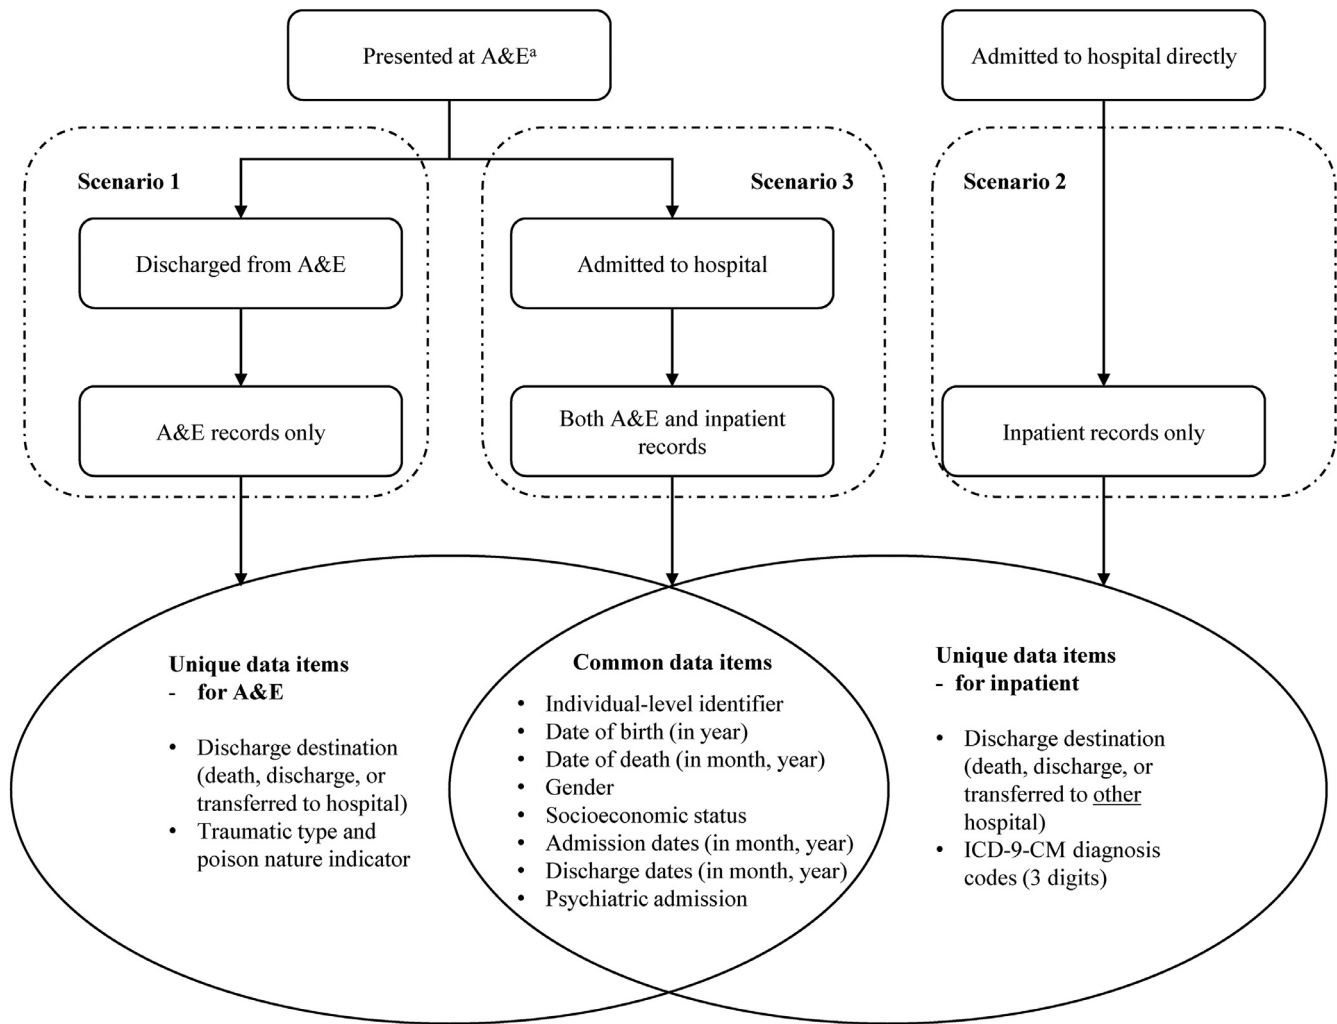 Presented at A&Eᵃ
Admitted to hospital directly
Scenario 1
Scenario 3
Scenario 2
Discharged from A&E
Admitted to hospital
A&E records only
Both A&E and inpatient
records
Inpatient records only
Unique data items
- for A&E
• Discharge destination
(death, discharge, or
transferred to hospital)
• Traumatic type and
poison nature indicator
Common data items
• Individual-level identifier
• Date of birth (in year)
• Date of death (in month, year)
• Gender
• Socioeconomic status
• Admission dates (in month, year)
• Discharge dates (in month, year)
• Psychiatric admission
Unique data items
- for inpatient
• Discharge destination
(death, discharge, or
transferred to other
hospital)
• ICD-9-CM diagnosis
codes (3 digits)